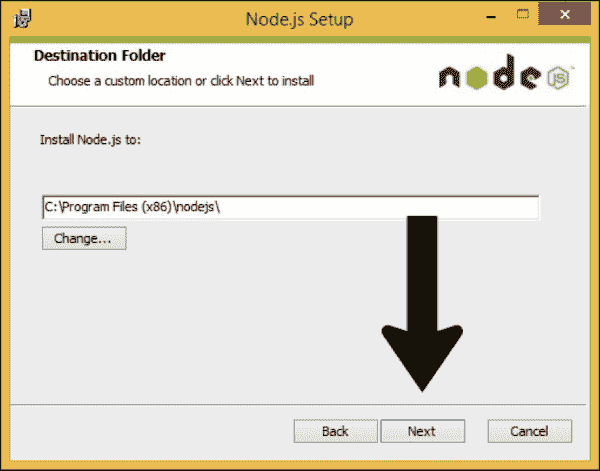 Node.js Setup
Destination Folder
Choose a custom location or click Next to install
node
JS
Install Node.js to:
C:\Program Files (x86)\nodejs\
Change...
Back Next Cancel